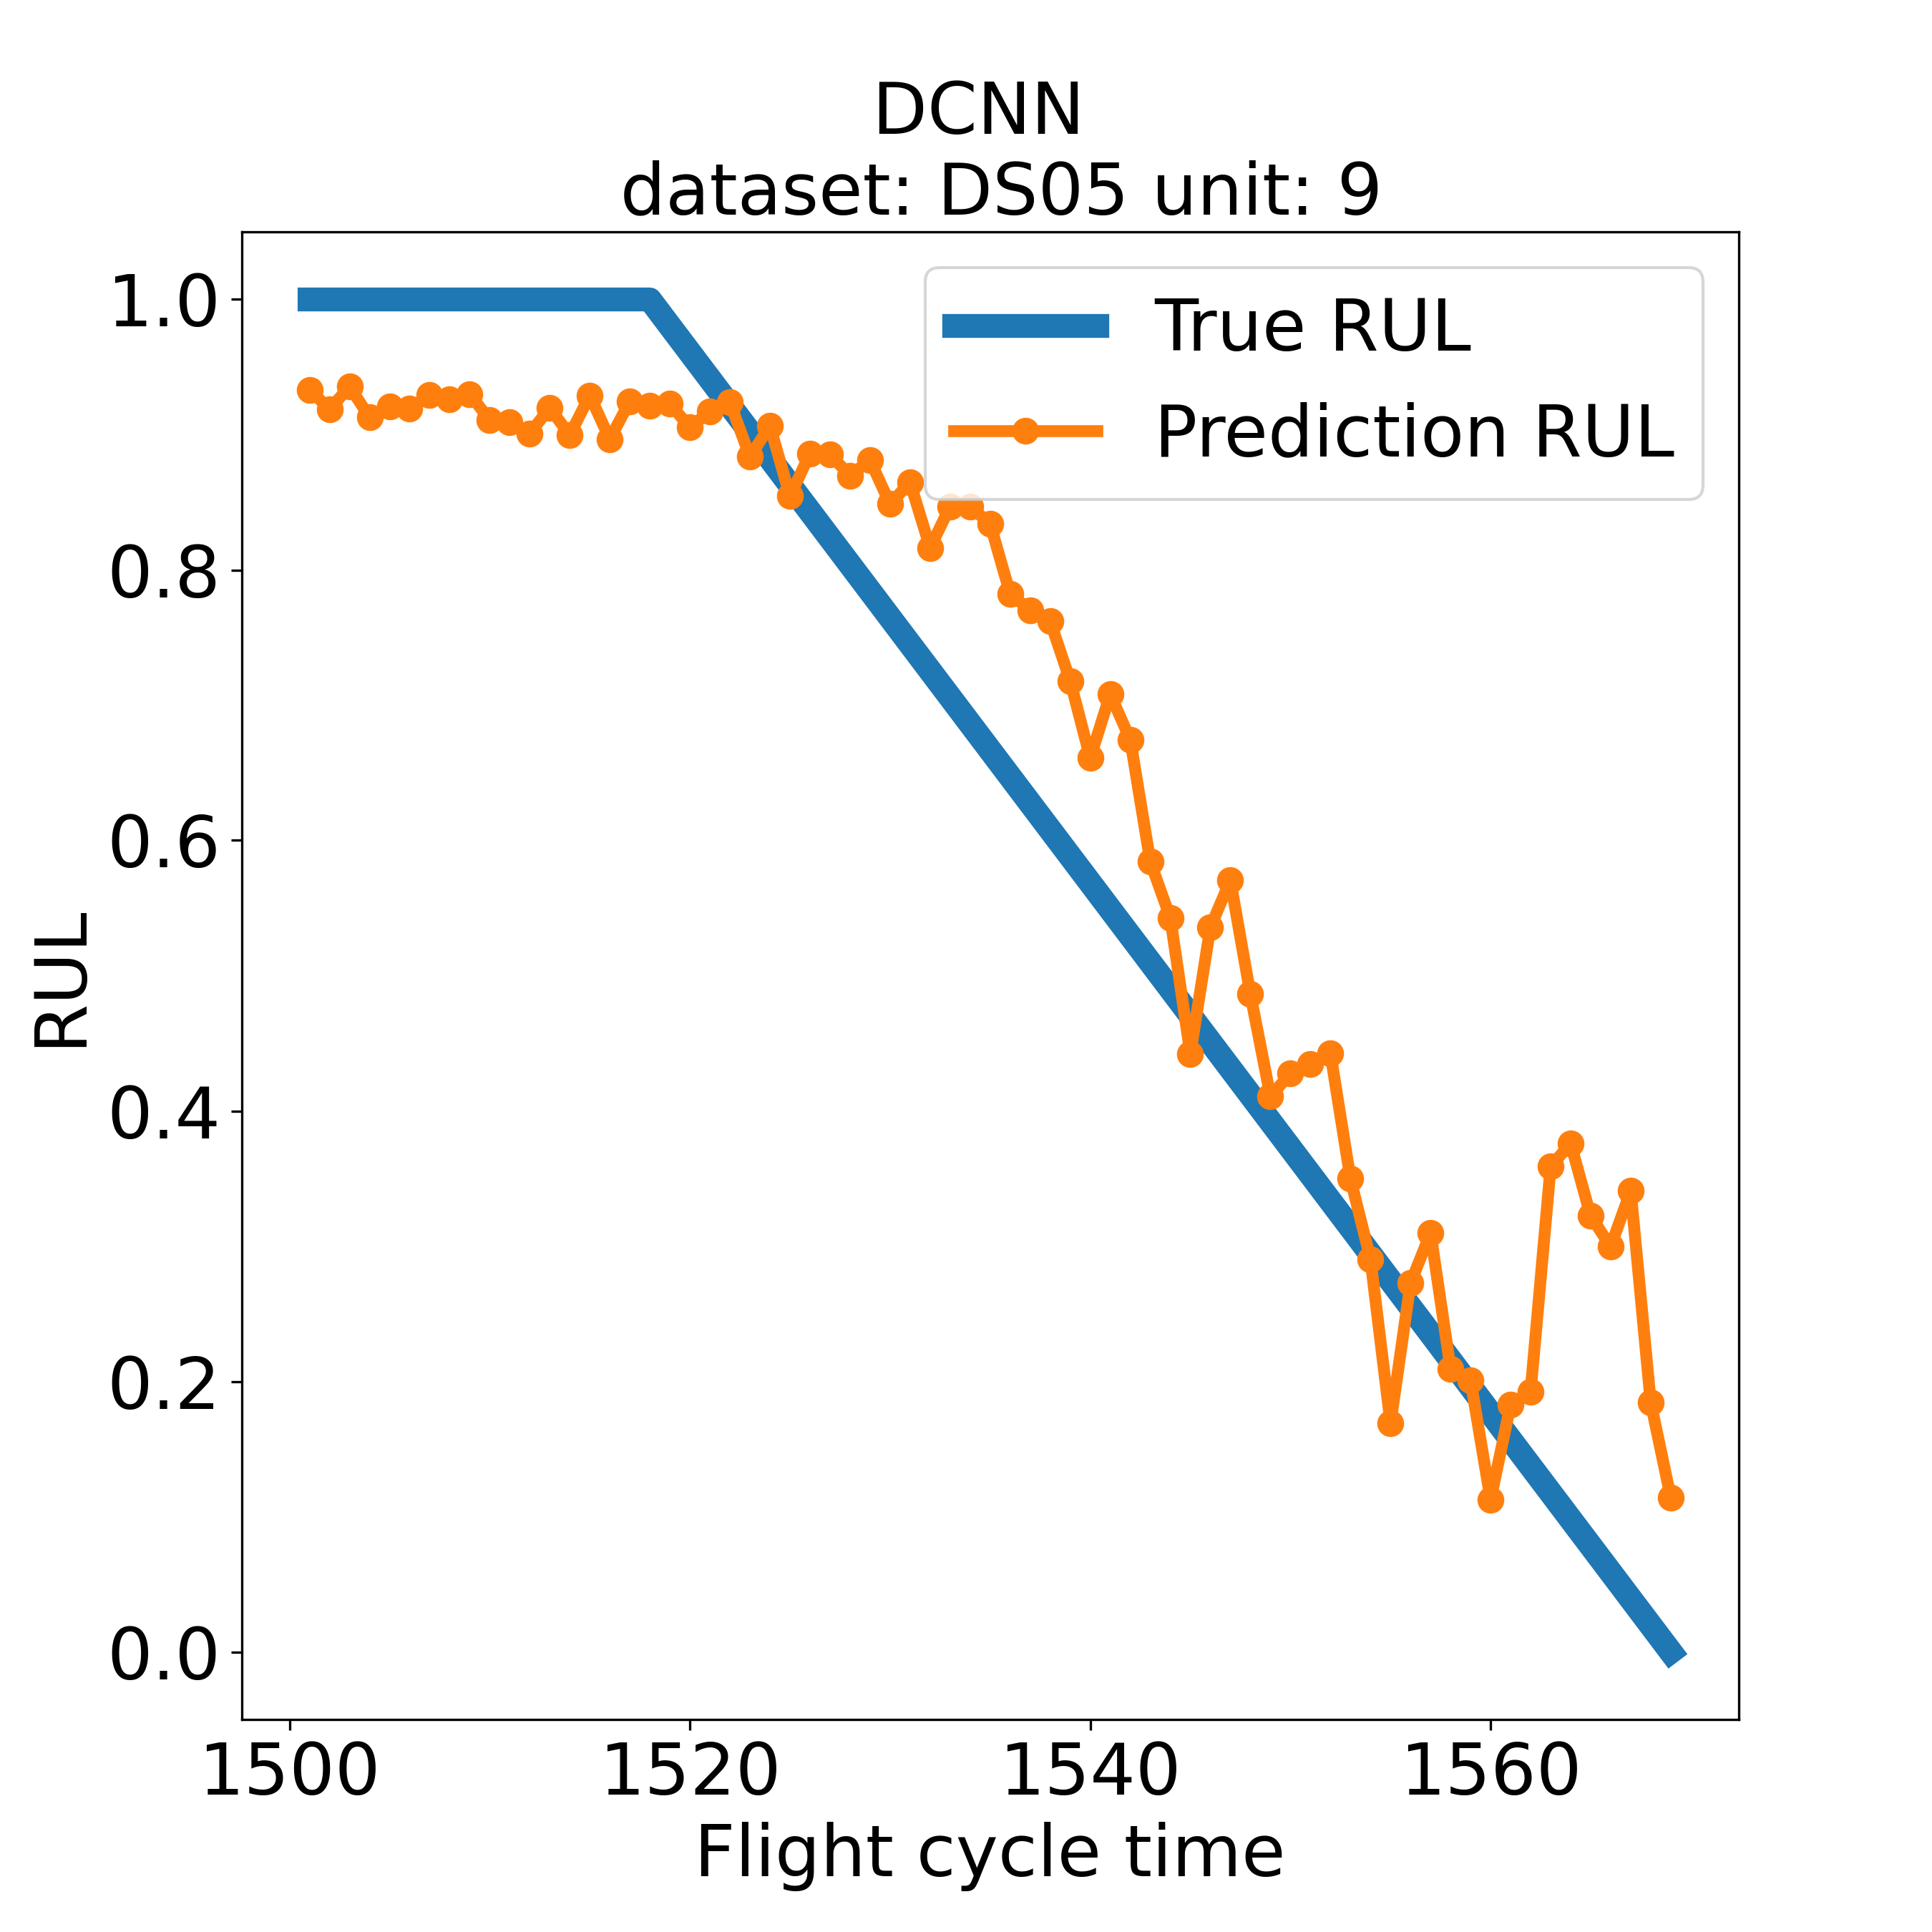 DCNN
dataset: DS05 unit: 9
True RUL
Prediction RUL
1.0
0.8
0.6
0.4
0.2
0.0
RUL
1500
1520
1540
1560
Flight cycle time